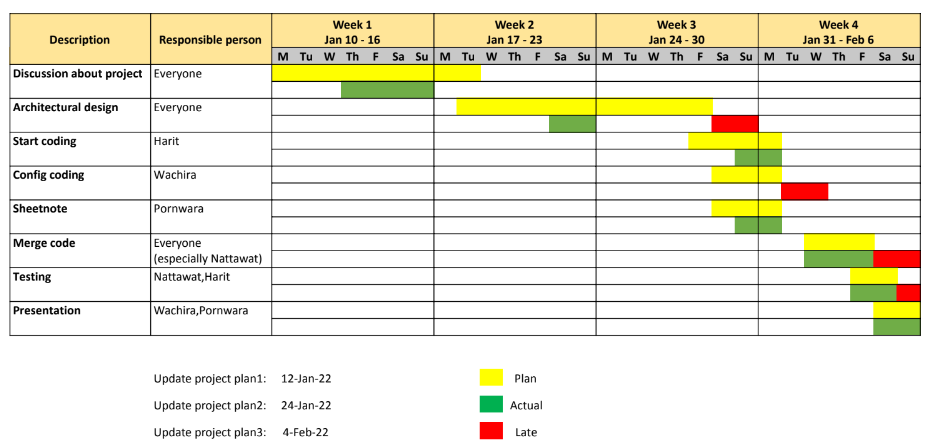 Description Responsible person Week 1 Week 2 Week 3 Week 4
Jan 10 - 16 Jan 17 - 23 Jan 24 - 30 Jan 31 - Feb 6
M Tu W Th F Sa Su M Tu W Th F Sa Su M Tu W Th F Sa Su M Tu W Th F Sa Su
Discussion about project Everyone
Architectural design Everyone
Start coding Harit
Config coding Wachira
Sheetnote Pornwara
Merge code Everyone
(especially Nattawat)
Testing Nattawat,Harit
Presentation Wachira,Pornwara
Update project plan1: 12-Jan-22 Plan
Update project plan2: 24-Jan-22 Actual
Update project plan3: 4-Feb-22 Late